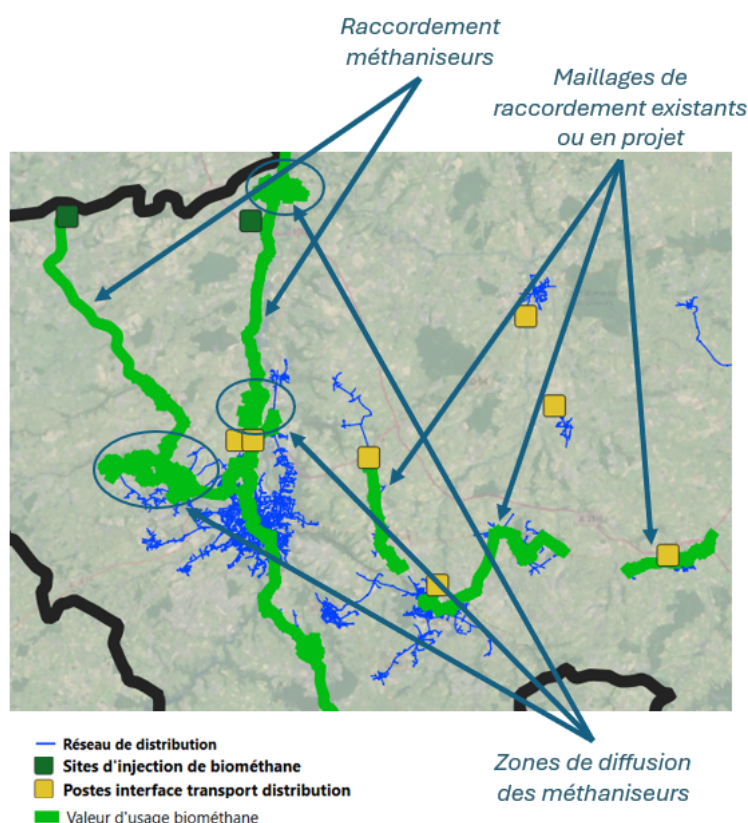 Raccordement
méthaniseurs
Maillages de
raccordement existants
ou en projet
Réseau de distribution
Sites d'injection de biométhane
Postes interface transport distribution
Valeur d'usage biométhane
Zones de diffusion
des méthaniseurs